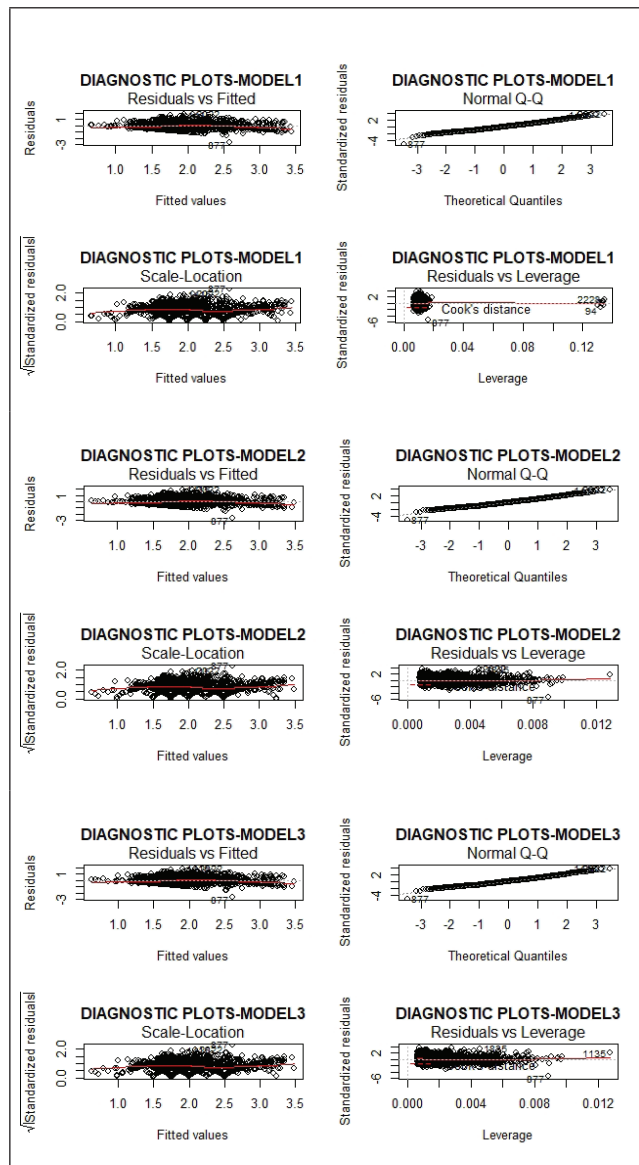 DIAGNOSTIC PLOTS-MODEL1
Residuals vs Fitted
Residuals
1
-3
877
1.0 1.5 2.0 2.5 3.0 3.5
Fitted values
DIAGNOSTIC PLOTS-MODEL1
Normal Q-Q
Standardized residuals
2
-4
877
-3 -2 -1 0 1 2 3
Theoretical Quantiles
DIAGNOSTIC PLOTS-MODEL1
Scale-Location
√|Standardized residuals|
2.0
0.0
877
1.0 1.5 2.0 2.5 3.0 3.5
Fitted values
DIAGNOSTIC PLOTS-MODEL1
Residuals vs Leverage
Standardized residuals
2
-6
Cook's distance
877
2228
94
0.00 0.04 0.08 0.12
Leverage
DIAGNOSTIC PLOTS-MODEL2
Residuals vs Fitted
Residuals
1
-3
877
1.0 1.5 2.0 2.5 3.0 3.5
Fitted values
DIAGNOSTIC PLOTS-MODEL2
Normal Q-Q
Standardized residuals
2
-4
877
-3 -2 -1 0 1 2 3
Theoretical Quantiles
DIAGNOSTIC PLOTS-MODEL2
Scale-Location
√|Standardized residuals|
2.0
0.0
877
1.0 1.5 2.0 2.5 3.0 3.5
Fitted values
DIAGNOSTIC PLOTS-MODEL2
Residuals vs Leverage
Standardized residuals
2
-6
distance
877
0.000 0.004 0.008 0.012
Leverage
DIAGNOSTIC PLOTS-MODEL3
Residuals vs Fitted
Residuals
1
-3
877
1.0 1.5 2.0 2.5 3.0 3.5
Fitted values
DIAGNOSTIC PLOTS-MODEL3
Normal Q-Q
Standardized residuals
2
-4
877
-3 -2 -1 0 1 2 3
Theoretical Quantiles
DIAGNOSTIC PLOTS-MODEL3
Scale-Location
√|Standardized residuals|
2.0
0.0
877
1.0 1.5 2.0 2.5 3.0 3.5
Fitted values
DIAGNOSTIC PLOTS-MODEL3
Residuals vs Leverage
Standardized residuals
2
-6
distance
877
1135
0.000 0.004 0.008 0.012
Leverage